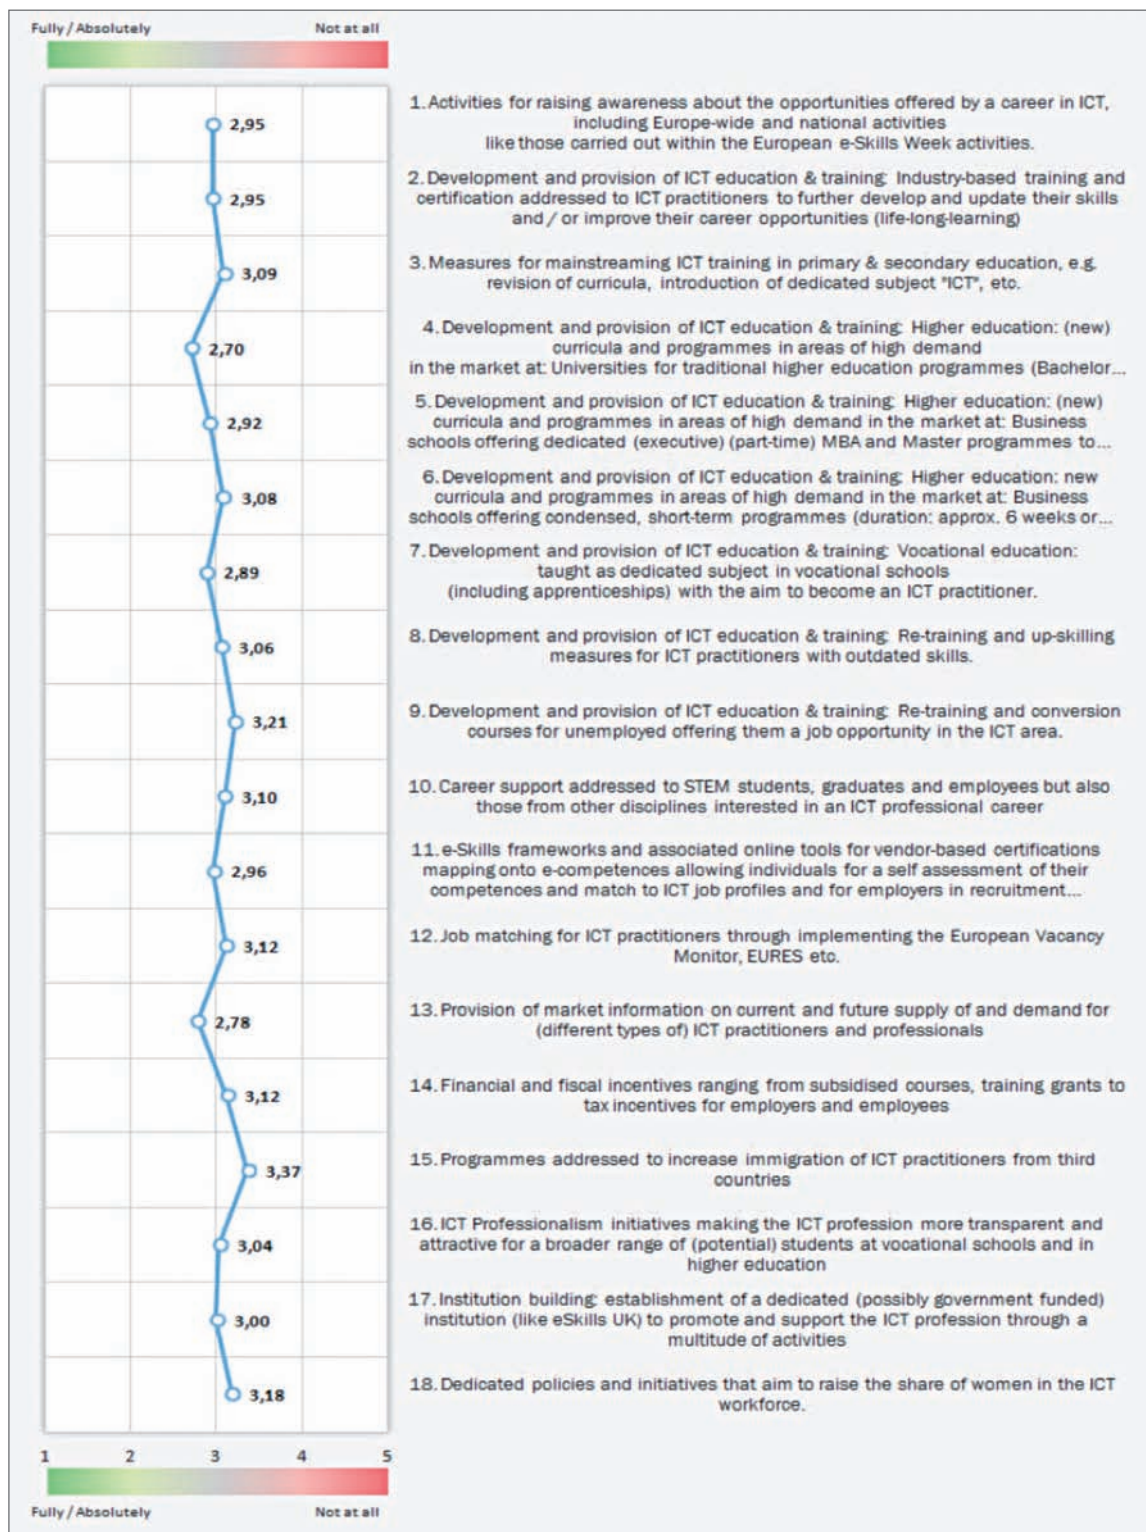 Fully / Absolutely Not at all
2,95
1. Activities for raising awareness about the opportunities offered by a career in ICT,
including Europe-wide and national activities
like those carried out within the European e-Skills Week activities.
2,95
2. Development and provision of ICT education & training: Industry-based training and
certification addressed to ICT practitioners to further develop and update their skills
and / or improve their career opportunities (life-long-learning)
3,09
3. Measures for mainstreaming ICT training in primary & secondary education, e.g.
revision of curricula, introduction of dedicated subject "ICT", etc.
2,70
4. Development and provision of ICT education & training: Higher education: (new)
curricula and programmes in areas of high demand
in the market at: Universities for traditional higher education programmes (Bachelor...
2,92
5. Development and provision of ICT education & training: Higher education: (new)
curricula and programmes in areas of high demand in the market at: Business
schools offering dedicated (executive) (part-time) MBA and Master programmes to...
3,08
6. Development and provision of ICT education & training: Higher education: new
curricula and programmes in areas of high demand in the market at: Business
schools offering condensed, short-term programmes (duration: approx. 6 weeks or...
2,89
7. Development and provision of ICT education & training: Vocational education:
taught as dedicated subject in vocational schools
(including apprenticeships) with the aim to become an ICT practitioner.
3,06
8. Development and provision of ICT education & training: Re-training and up-skilling
measures for ICT practitioners with outdated skills.
3,21
9. Development and provision of ICT education & training: Re-training and conversion
courses for unemployed offering them a job opportunity in the ICT area.
3,10
10. Career support addressed to STEM students, graduates and employees but also
those from other disciplines interested in an ICT professional career
2,96
11. e-Skills frameworks and associated online tools for vendor-based certifications
mapping onto e-competences allowing individuals for a self assessment of their
competences and match to ICT job profiles and for employers in recruitment...
3,12
12. Job matching for ICT practitioners through implementing the European Vacancy
Monitor, EURES etc.
2,78
13. Provision of market information on current and future supply of and demand for
(different types of) ICT practitioners and professionals
3,12
14. Financial and fiscal incentives ranging from subsidised courses, training grants to
tax incentives for employers and employees
3,37
15. Programmes addressed to increase immigration of ICT practitioners from third
countries
3,04
16. ICT Professionalism initiatives making the ICT profession more transparent and
attractive for a broader range of (potential) students at vocational schools and in
higher education
3,00
17. Institution building: establishment of a dedicated (possibly government funded)
institution (like eSkills UK) to promote and support the ICT profession through a
multitude of activities
3,18
18. Dedicated policies and initiatives that aim to raise the share of women in the ICT
workforce.
1 2 3 4 5
Fully / Absolutely Not at all